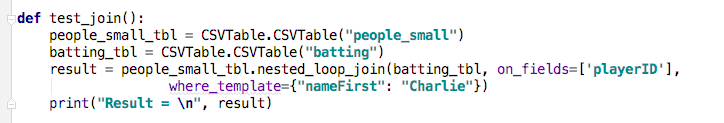 def test_join():
    people_small_tbl = CSVTable.CSVTable("people_small")
    batting_tbl = CSVTable.CSVTable("batting")
    result = people_small_tbl.nested_loop_join(batting_tbl, on_fields=['playerID'],
                    where_template={"nameFirst": "Charlie"})
    print("Result = \n", result)